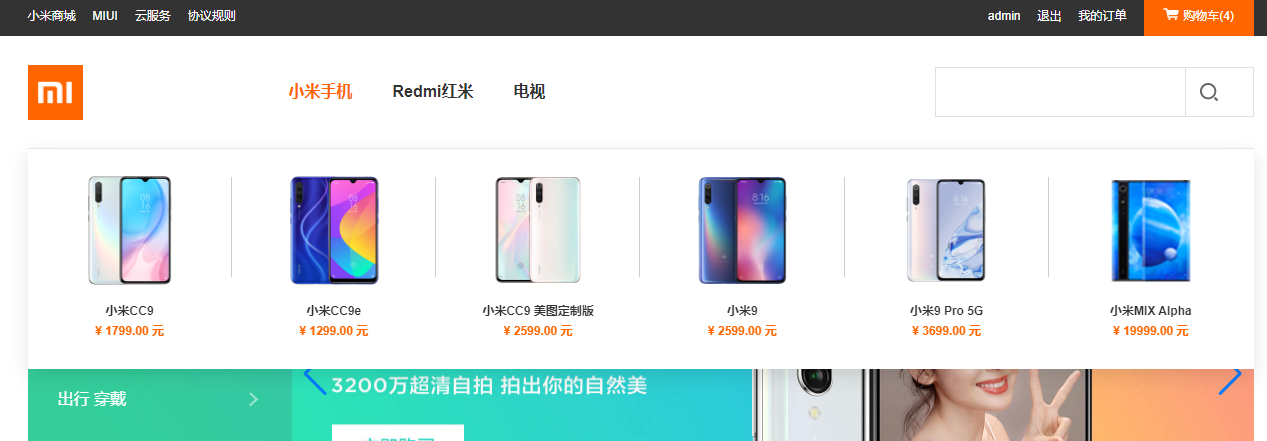 小米商城 MIUI 云服务 协议规则 admin 退出 我的订单 购物车(4)
小米手机 Redmi红米 电视
小米CC9 小米CC9e 小米CC9 美图定制版 小米9 小米9 Pro 5G 小米MIX Alpha
¥ 1799.00 元 ¥ 1299.00 元 ¥ 2599.00 元 ¥ 2599.00 元 ¥ 3699.00 元 ¥ 19999.00 元
3200万超清自拍 拍出你的自然美
出行 穿戴